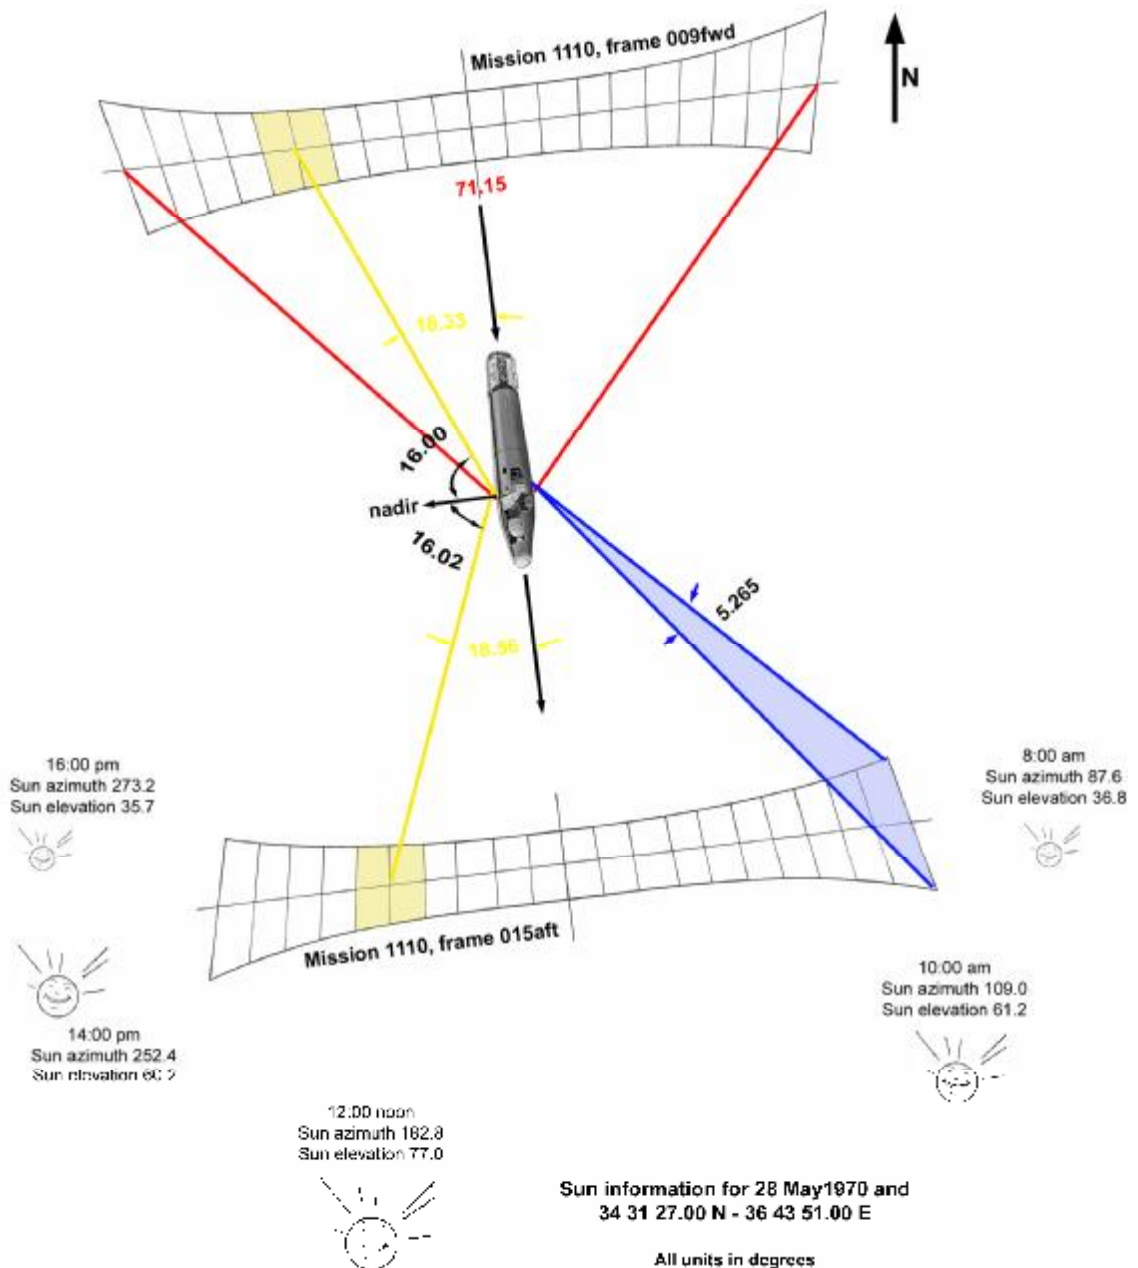 Mission 1110, frame 009fwd
N
71.15
18.33
16.00
nadir
16.02
5.265
18.56
16:00 pm
Sun azimuth 273.2
Sun elevation 35.7
8:00 am
Sun azimuth 87.6
Sun elevation 36.8
Mission 1110, frame 015aft
10:00 am
Sun azimuth 109.0
Sun elevation 61.2
14:00 pm
Sun azimuth 252.4
Sun elevation 60.2
12:00 noon
Sun azimuth 182.8
Sun elevation 77.0
Sun information for 28 May1970 and
34 31 27.00 N - 36 43 51.00 E
All units in degrees